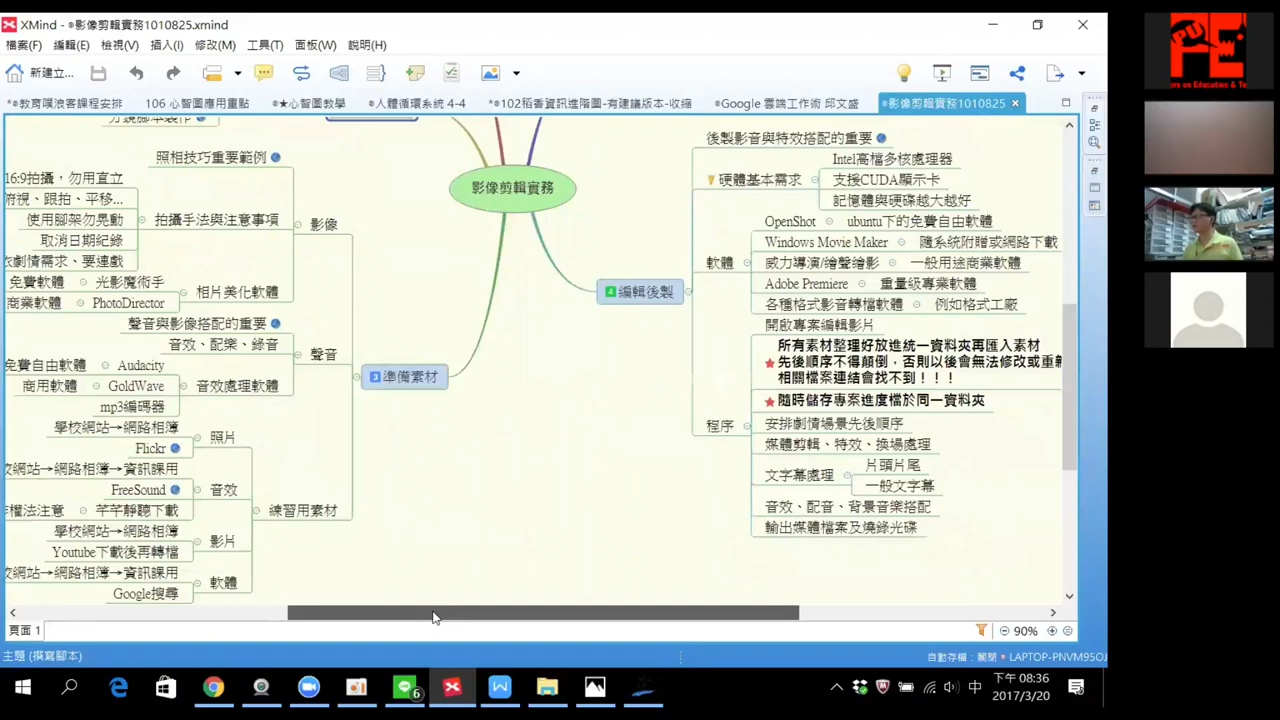 XMind - ®影像剪輯實務1010825.xmind
檔案(F) 編輯(E) 檢視(V) 插入(I) 修改(M) 工具(T) 面板(W) 說明(H)
新建立...
*®教育嘆浪客課程安排 106 心智圖應用重點 ®★心智圖教學 ®人體循環系統 4-4 *®102稻香資訊進階圖-有建議版本-收縮 ®Google 雲端工作術 邱文盛 ®影像剪輯實務1010825
分鏡腳本製作
影像剪輯實務
照相技巧重要範例
16:9拍攝，勿用直立
府視、跟拍、平移...
使用腳架勿晃動
取消日期紀錄
衣劇情需求、要連戲
拍攝手法與注意事項
影像
免費軟體 光影魔術手
商業軟體 PhotoDirector
相片美化軟體
聲音與影像搭配的重要
音效、配樂、錄音
聲音
免費自由軟體 Audacity
商用軟體 GoldWave
mp3編碼器
音效處理軟體
3 準備素材
學校網站→網路相簿
Flickr
照片
校網站→網路相簿→資訊課用
FreeSound
音效
權法注意 芊芊靜聽下載
練習用素材
學校網站→網路相簿
Youtube下載後再轉檔
影片
校網站→網路相簿→資訊課用
Google搜尋
軟體
4 編輯後製
後製影音與特效搭配的重要
硬體基本需求
Intel高檔多核處理器
支援CUDA顯示卡
記憶體與硬碟越大越好
軟體
OpenShot ubuntu下的免費自由軟體
Windows Movie Maker 隨系統附贈或網路下載
威力導演/繪聲繪影 一般用途商業軟體
Adobe Premiere 重量級專業軟體
各種格式影音轉檔軟體 例如格式工廠
程序
開啟專案編輯影片
所有素材整理好放進統一資料夾再匯入素材
先後順序不得顛倒，否則以後會無法修改或重新
相關檔案連結會找不到！！！
隨時儲存專案進度檔於同一資料夾
安排劇情場景先後順序
媒體剪輯、特效、換場處理
文字幕處理
片頭片尾
一般文字幕
音效、配音、背景音樂搭配
輸出媒體檔案及燒錄光碟
頁面 1
90%
主題 (撰寫腳本)
自動存檔：關閉 LAPTOP-PNVM95OJ
6
中
下午 08:36
2017/3/20